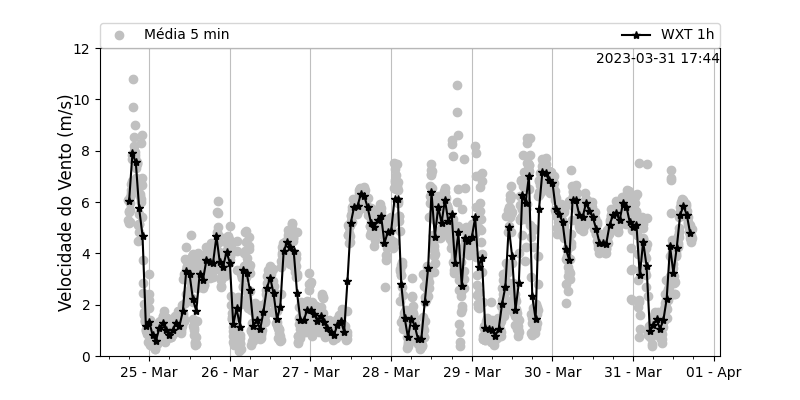 Média 5 min
WXT 1h
2023-03-31 17:44
Velocidade do Vento (m/s)
12
10
8
6
4
2
0
25 - Mar
26 - Mar
27 - Mar
28 - Mar
29 - Mar
30 - Mar
31 - Mar
01 - Apr